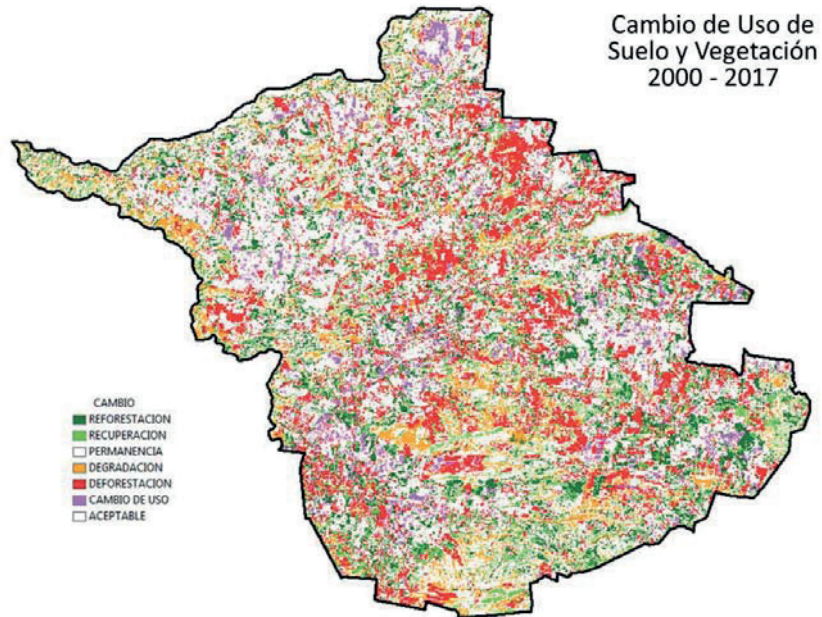 Cambio de Uso de
Suelo y Vegetación
2000 - 2017
CAMBIO
REFORESTACION
RECUPERACION
PERMANENCIA
DEGRADACION
DEFORESTACION
CAMBIO DE USO
ACEPTABLE